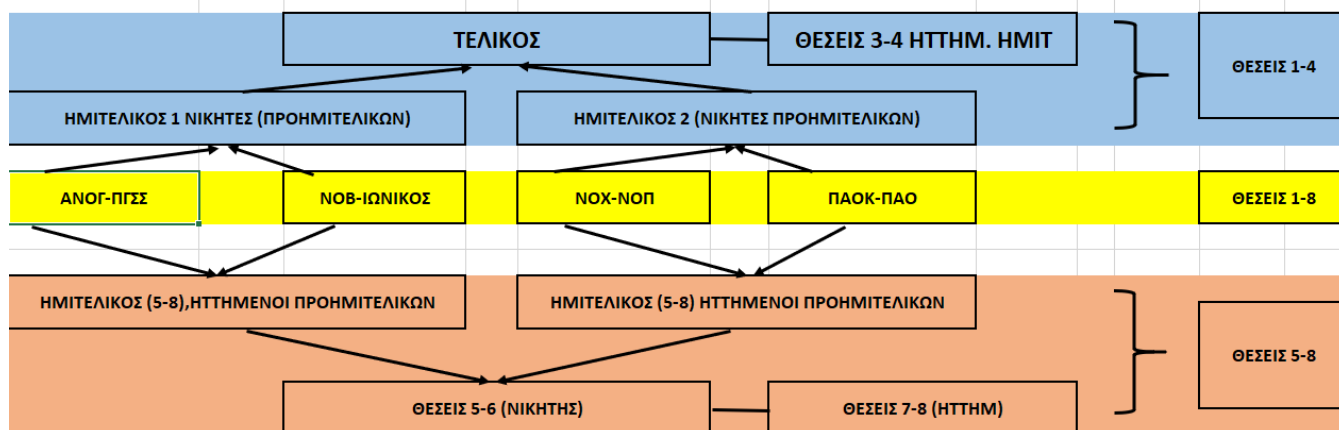 ΤΕΛΙΚΟΣ
ΘΕΣΕΙΣ 3-4 ΗΤΤΗΜ. ΗΜΙΤ
ΘΕΣΕΙΣ 1-4
ΗΜΙΤΕΛΙΚΟΣ 1 ΝΙΚΗΤΕΣ (ΠΡΟΗΜΙΤΕΛΙΚΩΝ)
ΗΜΙΤΕΛΙΚΟΣ 2 (ΝΙΚΗΤΕΣ ΠΡΟΗΜΙΤΕΛΙΚΩΝ)
ΑΝΟΓ-ΠΓΣΣ
ΝΟΒ-ΙΩΝΙΚΟΣ
ΝΟΧ-ΝΟΠ
ΠΑΟΚ-ΠΑΟ
ΘΕΣΕΙΣ 1-8
ΗΜΙΤΕΛΙΚΟΣ (5-8),ΗΤΤΗΜΕΝΟΙ ΠΡΟΗΜΙΤΕΛΙΚΩΝ
ΗΜΙΤΕΛΙΚΟΣ (5-8) ΗΤΤΗΜΕΝΟΙ ΠΡΟΗΜΙΤΕΛΙΚΩΝ
ΘΕΣΕΙΣ 5-8
ΘΕΣΕΙΣ 5-6 (ΝΙΚΗΤΗΣ)
ΘΕΣΕΙΣ 7-8 (ΗΤΤΗΜ)